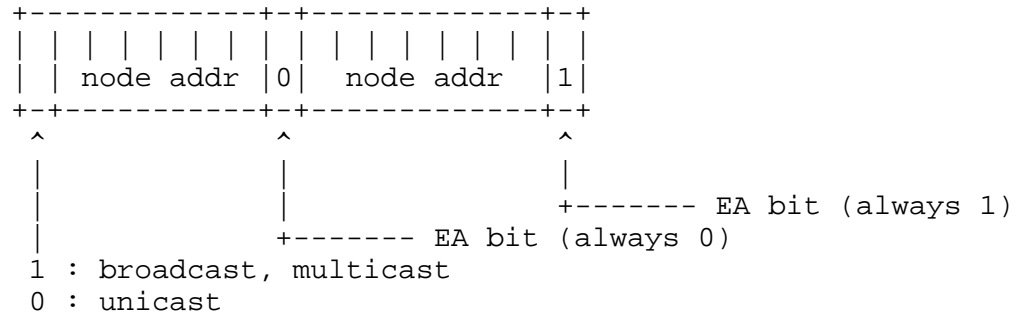 +-------------+-+-------------+-+
| | | | | | | | | | | | | | | | |
| | node addr |0|  node addr  |1|
+-+-----------+-+-------------+-+
 ^             ^               ^
 |             |               |
 |             |               +------- EA bit (always 1)
 |             +------- EA bit (always 0)
 1 : broadcast, multicast
 0 : unicast